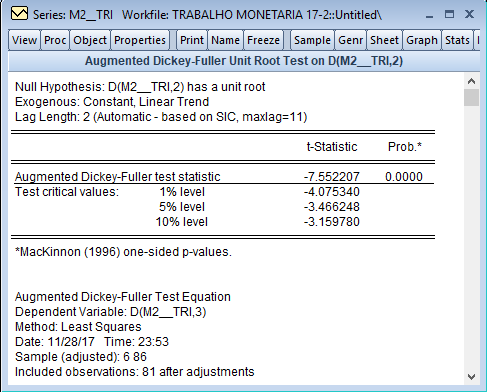 Series: M2__TRI   Workfile: TRABALHO MONETARIA 17-2::Untitled\
View Proc Object Properties Print Name Freeze Sample Genr Sheet Graph Stats
Augmented Dickey-Fuller Unit Root Test on D(M2__TRI,2)
Null Hypothesis: D(M2__TRI,2) has a unit root
Exogenous: Constant, Linear Trend
Lag Length: 2 (Automatic - based on SIC, maxlag=11)
t-Statistic Prob.*
Augmented Dickey-Fuller test statistic -7.552207 0.0000
Test critical values: 1% level -4.075340
5% level -3.466248
10% level -3.159780
*MacKinnon (1996) one-sided p-values.
Augmented Dickey-Fuller Test Equation
Dependent Variable: D(M2__TRI,3)
Method: Least Squares
Date: 11/28/17 Time: 23:53
Sample (adjusted): 6 86
Included observations: 81 after adjustments